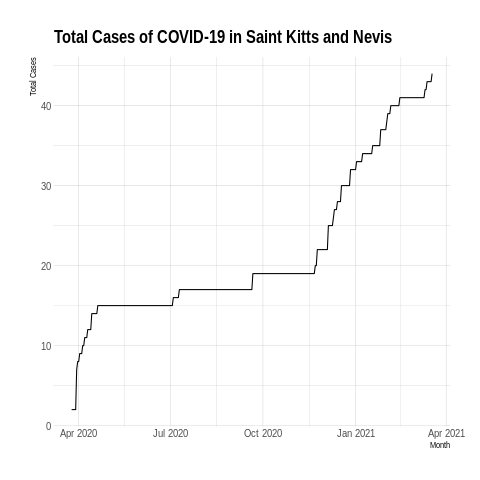 Total Cases of COVID-19 in Saint Kitts and Nevis
Total Cases
40
30
20
10
0
Apr 2020 Jul 2020 Oct 2020 Jan 2021 Apr 2021
Month